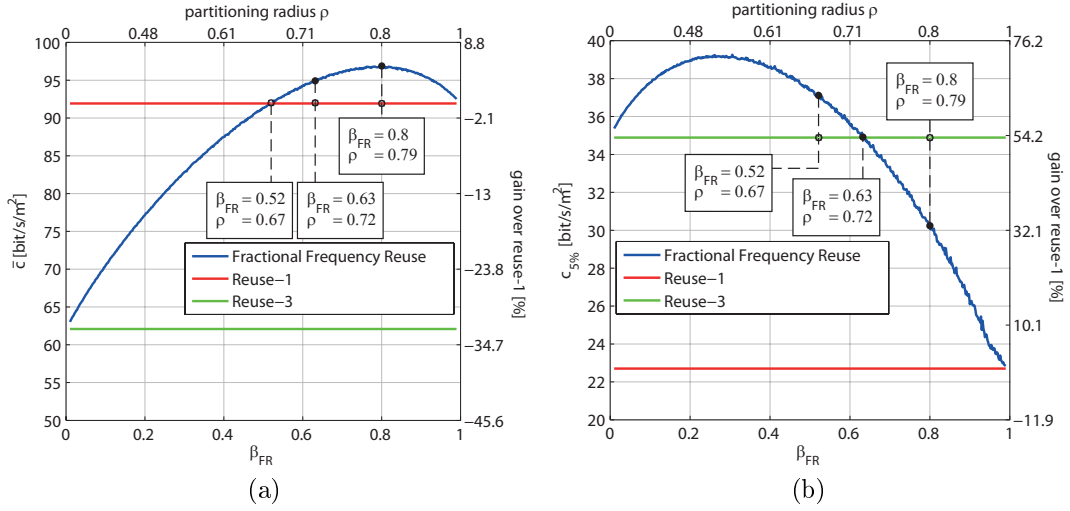 partitioning radius ρ
0 0.48 0.61 0.71 0.8 1
100
95
90
85
80
75
70
65
60
55
50
c̄ [bit/s/m²]
8.8
−2.1
−13
−23.8
−34.7
−45.6
gain over reuse-1 [%]
β_FR = 0.8
ρ = 0.79
β_FR = 0.52
ρ = 0.67
β_FR = 0.63
ρ = 0.72
Fractional Frequency Reuse
Reuse−1
Reuse−3
0 0.2 0.4 0.6 0.8 1
β_FR
(a)
partitioning radius ρ
0 0.48 0.61 0.71 0.8 1
40
38
36
34
32
30
28
26
24
22
20
c_5% [bit/s/m²]
76.2
54.2
32.1
10.1
−11.9
gain over reuse-1 [%]
β_FR = 0.8
ρ = 0.79
β_FR = 0.52
ρ = 0.67
β_FR = 0.63
ρ = 0.72
Fractional Frequency Reuse
Reuse−1
Reuse−3
0 0.2 0.4 0.6 0.8 1
β_FR
(b)